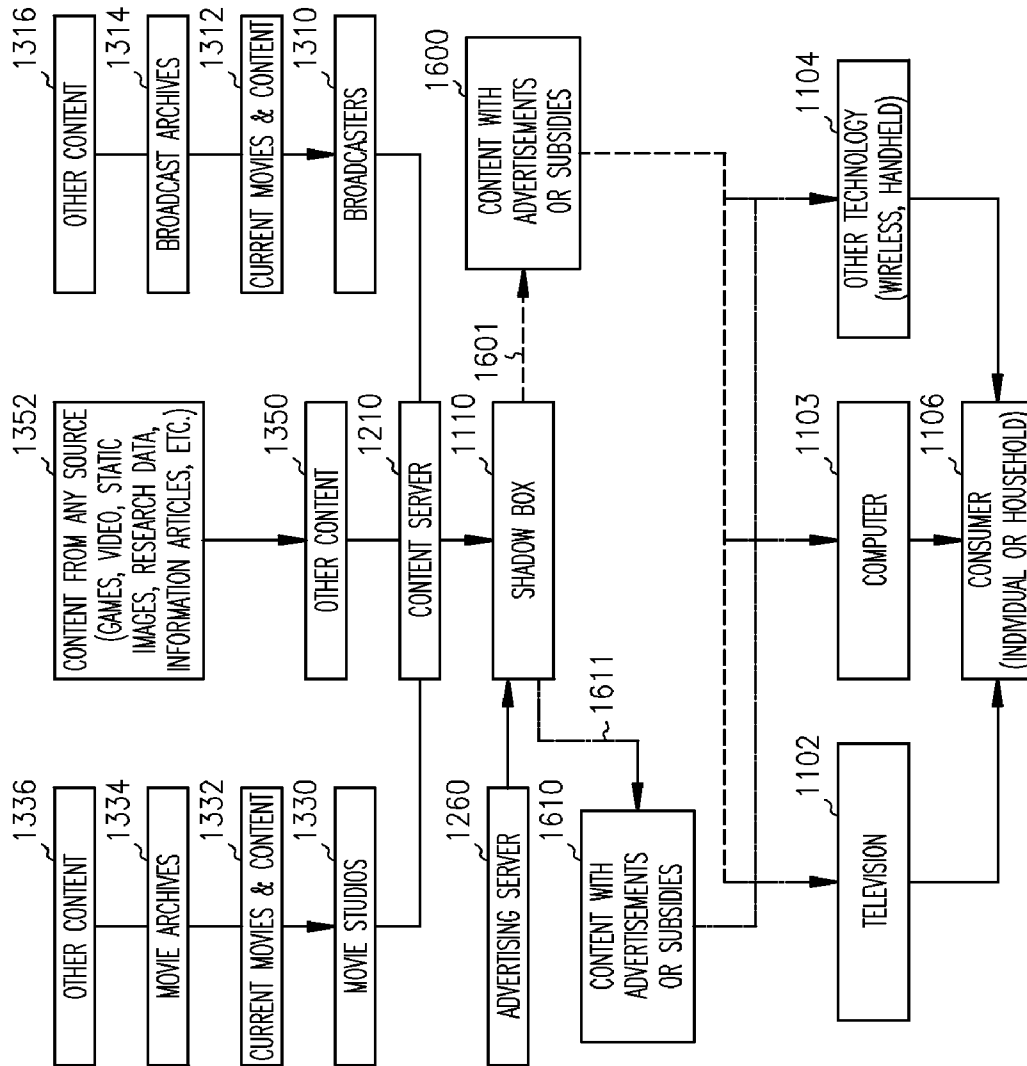 1336
OTHER CONTENT
1334
MOVIE ARCHIVES
1332
CURRENT MOVIES & CONTENT
1330
MOVIE STUDIOS
1352
CONTENT FROM ANY SOURCE
(GAMES, VIDEO, STATIC
IMAGES, RESEARCH DATA,
INFORMATION ARTICLES, ETC.)
1350
OTHER CONTENT
1210
CONTENT SERVER
1316
OTHER CONTENT
1314
BROADCAST ARCHIVES
1312
CURRENT MOVIES & CONTENT
1310
BROADCASTERS
1260
ADVERTISING SERVER
1110
SHADOW BOX
1601
1600
CONTENT WITH
ADVERTISEMENTS
OR SUBSIDIES
1611
1610
CONTENT WITH
ADVERTISEMENTS
OR SUBSIDIES
1102
TELEVISION
1103
COMPUTER
1104
OTHER TECHNOLOGY
(WIRELESS, HANDHELD)
1106
CONSUMER
(INDIVIDUAL OR HOUSEHOLD)